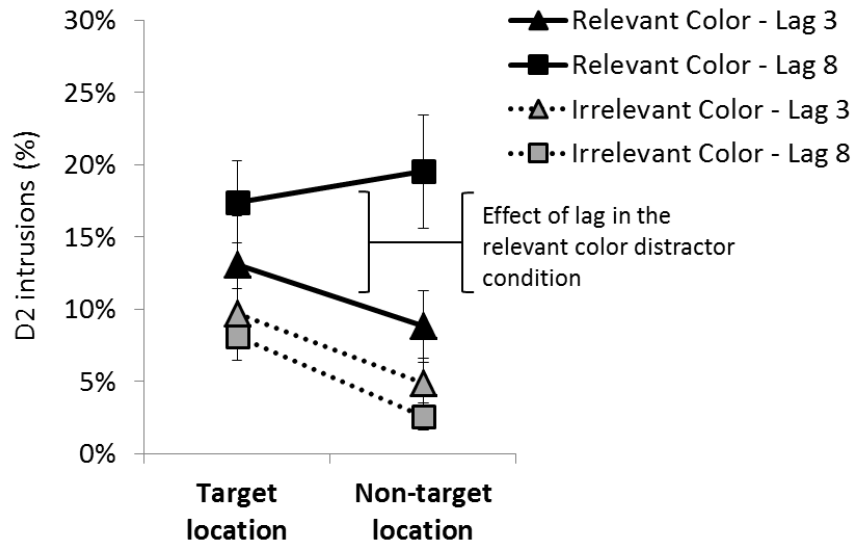 30%
25%
20%
15%
10%
5%
0%
D2 intrusions (%)
Relevant Color - Lag 3
Relevant Color - Lag 8
Irrelevant Color - Lag 3
Irrelevant Color - Lag 8
Effect of lag in the
relevant color distractor
condition
Target
location
Non-target
location